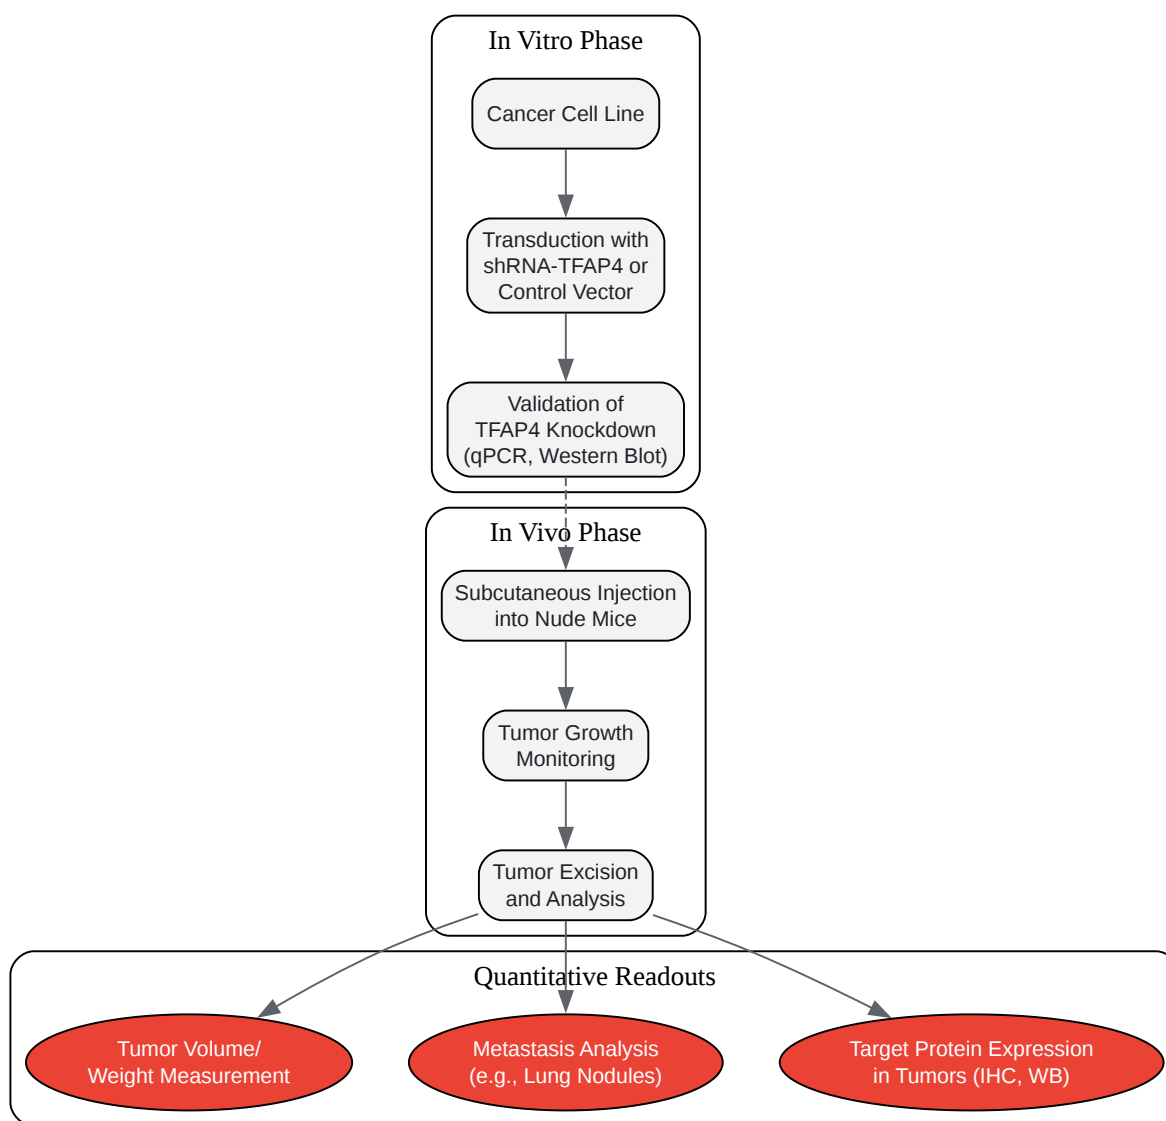 In Vitro Phase
Cancer Cell Line
Transduction with
shRNA-TFAP4 or
Control Vector
Validation of
TFAP4 Knockdown
(qPCR, Western Blot)
In Vivo Phase
Subcutaneous Injection
into Nude Mice
Tumor Growth
Monitoring
Tumor Excision
and Analysis
Quantitative Readouts
Tumor Volume/
Weight Measurement
Metastasis Analysis
(e.g., Lung Nodules)
Target Protein Expression
in Tumors (IHC, WB)